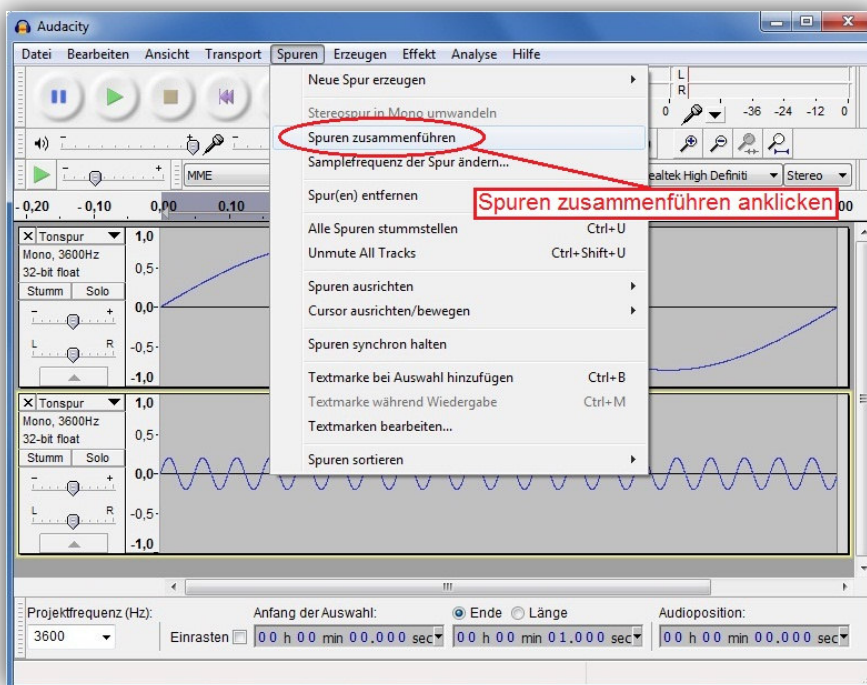 Audacity
Datei Bearbeiten Ansicht Transport Spuren Erzeugen Effekt Analyse Hilfe
Neue Spur erzeugen
Stereospur in Mono umwandeln
Spuren zusammenführen
Samplefrequenz der Spur ändern...
Spur(en) entfernen
Alle Spuren stummstellen Ctrl+U
Unmute All Tracks Ctrl+Shift+U
Spuren ausrichten
Cursor ausrichten/bewegen
Spuren synchron halten
Textmarke bei Auswahl hinzufügen Ctrl+B
Textmarke während Wiedergabe Ctrl+M
Textmarken bearbeiten...
Spuren sortieren
Spuren zusammenführen anklicken
L
R
0 -36 -24 -12 0
MME
ealtek High Definiti
Stereo
-0,20 -0,10 0,00 0,10
00
Tonspur
Mono, 3600Hz
32-bit float
Stumm Solo
- +
L R
1,0
0,5
0,0
-0,5
-1,0
Tonspur
Mono, 3600Hz
32-bit float
Stumm Solo
- +
L R
1,0
0,5
0,0
-0,5
-1,0
Projektfrequenz (Hz): Anfang der Auswahl: Ende Länge Audioposition:
3600 Einrasten 00 h 00 min 00.000 sec 00 h 00 min 01.000 sec 00 h 00 min 00.000 sec